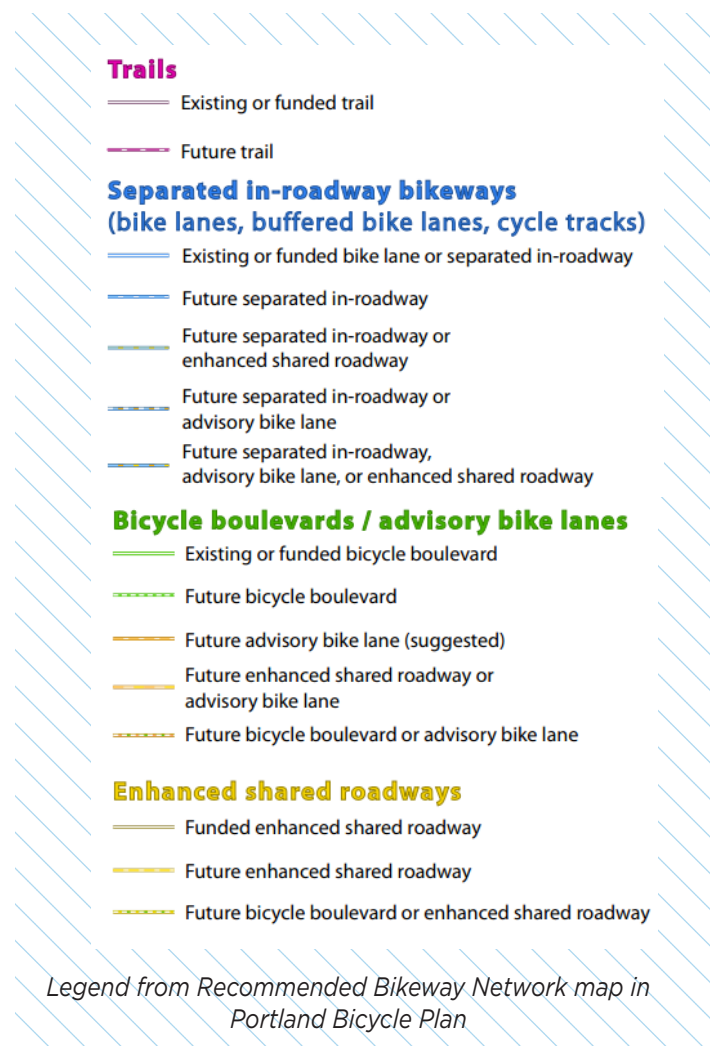 Trails
Existing or funded trail
Future trail
Separated in-roadway bikeways
(bike lanes, buffered bike lanes, cycle tracks)
Existing or funded bike lane or separated in-roadway
Future separated in-roadway
Future separated in-roadway or
enhanced shared roadway
Future separated in-roadway or
advisory bike lane
Future separated in-roadway,
advisory bike lane, or enhanced shared roadway
Bicycle boulevards / advisory bike lanes
Existing or funded bicycle boulevard
Future bicycle boulevard
Future advisory bike lane (suggested)
Future enhanced shared roadway or
advisory bike lane
Future bicycle boulevard or advisory bike lane
Enhanced shared roadways
Funded enhanced shared roadway
Future enhanced shared roadway
Future bicycle boulevard or enhanced shared roadway
Legend from Recommended Bikeway Network map in
Portland Bicycle Plan